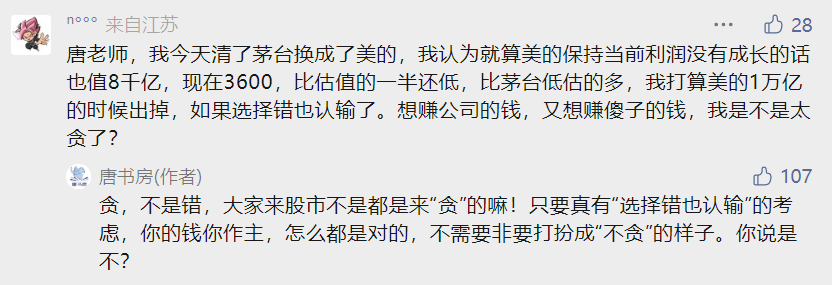 n°°° 来自江苏
28
唐老师，我今天清了茅台换成了美的，我认为就算美的保持当前利润没有成长的话
也值8千亿，现在3600，比估值的一半还低，比茅台低估的多，我打算美的1万亿
的时候出掉，如果选择错也认输了。想赚公司的钱，又想赚傻子的钱，我是不是太
贪了？
唐书房(作者)
107
贪，不是错，大家来股市不是都是来“贪”的嘛！只要真有“选择错也认输”的考
虑，你的钱你作主，怎么都是对的，不需要非要打扮成“不贪”的样子。你说是
不？